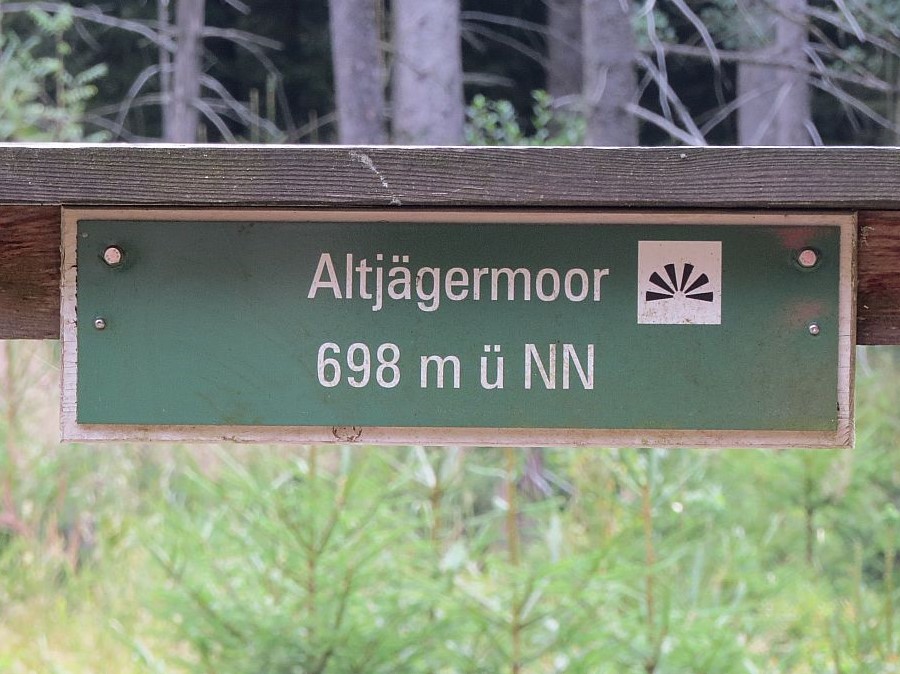 Altjägermoor
698 m ü NN